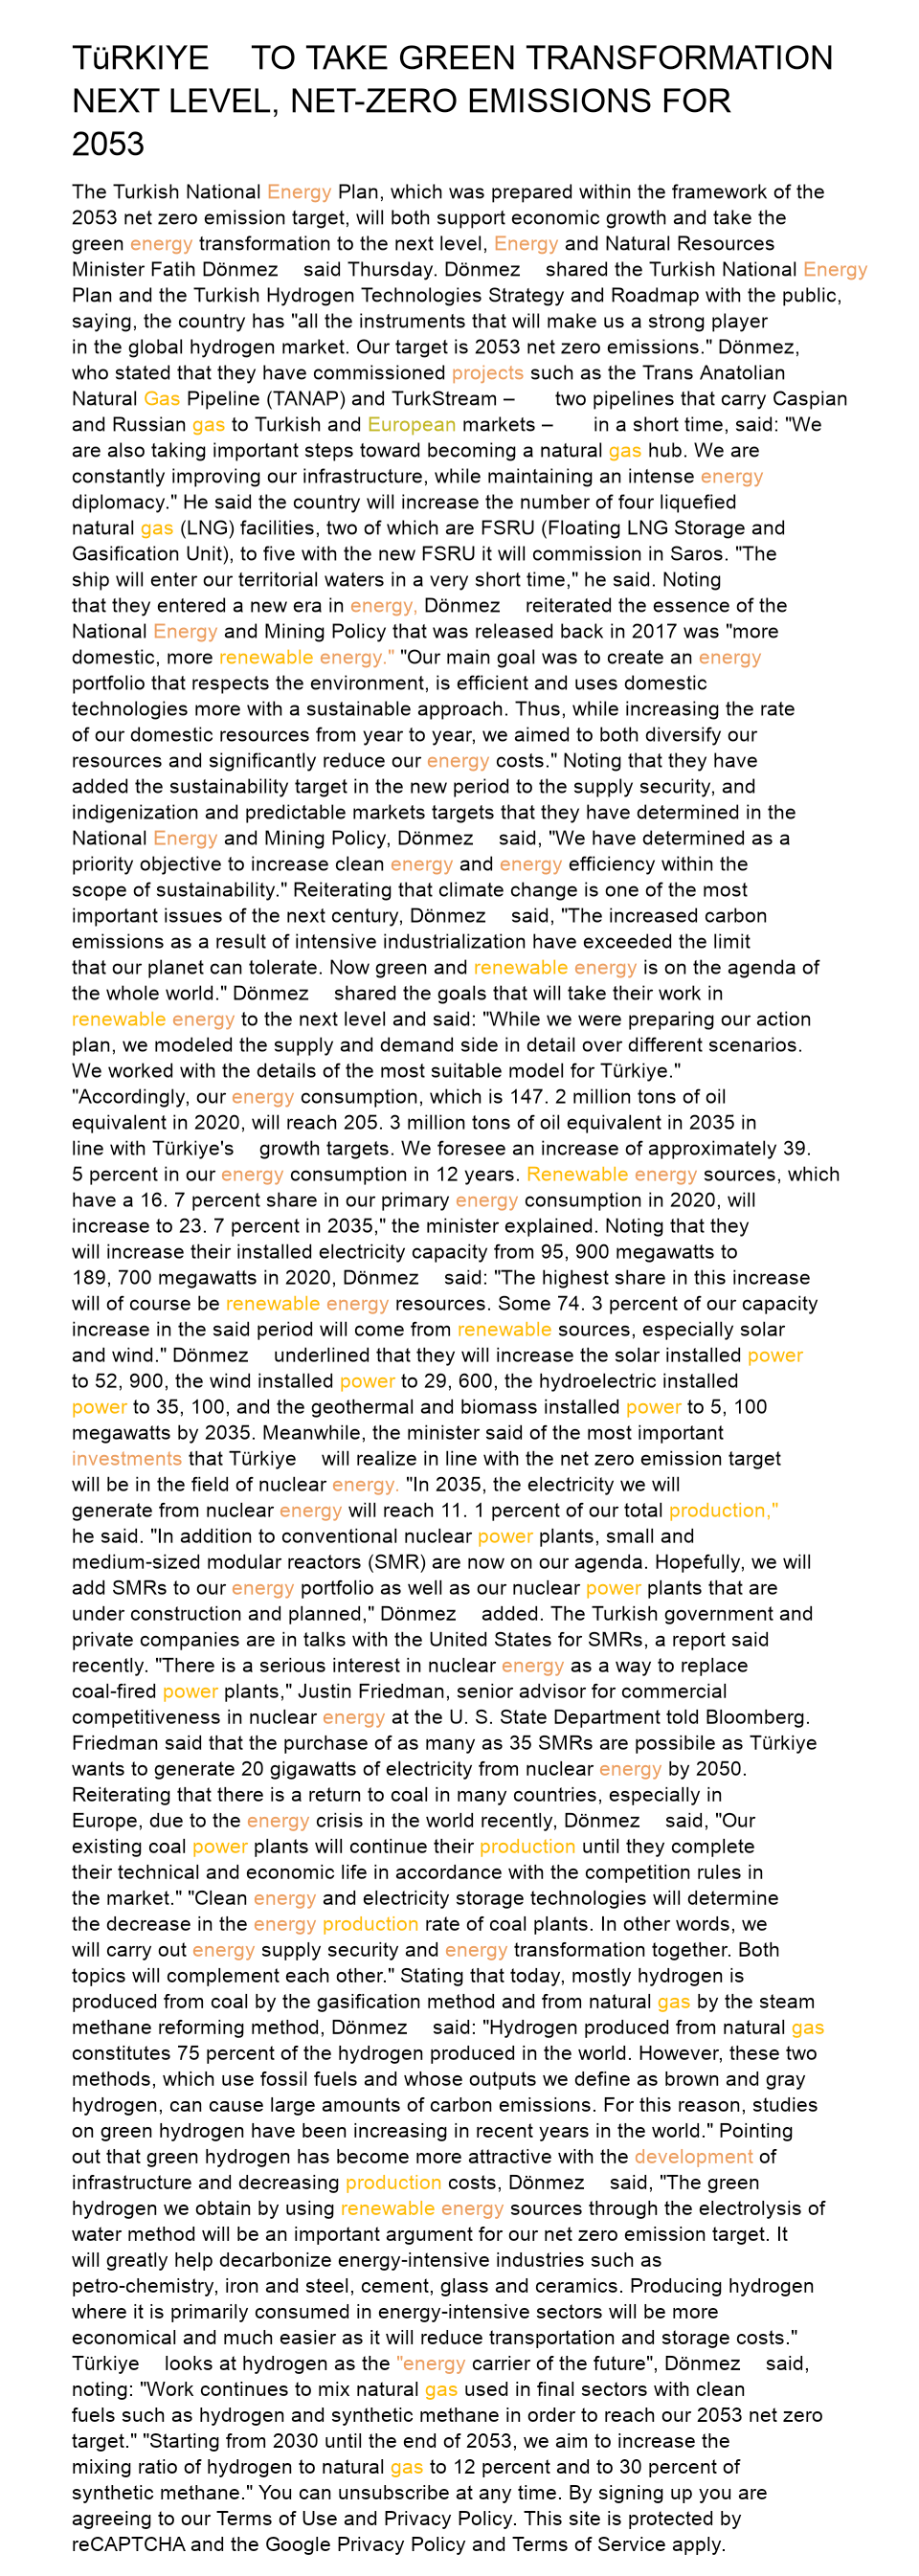 TüRKIYE TO TAKE GREEN TRANSFORMATION
NEXT LEVEL, NET-ZERO EMISSIONS FOR
2053
The Turkish National Energy Plan, which was prepared within the framework of the
2053 net zero emission target, will both support economic growth and take the
green energy transformation to the next level, Energy and Natural Resources
Minister Fatih Dönmez said Thursday. Dönmez shared the Turkish National Energy
Plan and the Turkish Hydrogen Technologies Strategy and Roadmap with the public,
saying, the country has "all the instruments that will make us a strong player
in the global hydrogen market. Our target is 2053 net zero emissions." Dönmez,
who stated that they have commissioned projects such as the Trans Anatolian
Natural Gas Pipeline (TANAP) and TurkStream – two pipelines that carry Caspian
and Russian gas to Turkish and European markets – in a short time, said: "We
are also taking important steps toward becoming a natural gas hub. We are
constantly improving our infrastructure, while maintaining an intense energy
diplomacy." He said the country will increase the number of four liquefied
natural gas (LNG) facilities, two of which are FSRU (Floating LNG Storage and
Gasification Unit), to five with the new FSRU it will commission in Saros. "The
ship will enter our territorial waters in a very short time," he said. Noting
that they entered a new era in energy, Dönmez reiterated the essence of the
National Energy and Mining Policy that was released back in 2017 was "more
domestic, more renewable energy." "Our main goal was to create an energy
portfolio that respects the environment, is efficient and uses domestic
technologies more with a sustainable approach. Thus, while increasing the rate
of our domestic resources from year to year, we aimed to both diversify our
resources and significantly reduce our energy costs." Noting that they have
added the sustainability target in the new period to the supply security, and
indigenization and predictable markets targets that they have determined in the
National Energy and Mining Policy, Dönmez said, "We have determined as a
priority objective to increase clean energy and energy efficiency within the
scope of sustainability." Reiterating that climate change is one of the most
important issues of the next century, Dönmez said, "The increased carbon
emissions as a result of intensive industrialization have exceeded the limit
that our planet can tolerate. Now green and renewable energy is on the agenda of
the whole world." Dönmez shared the goals that will take their work in
renewable energy to the next level and said: "While we were preparing our action
plan, we modeled the supply and demand side in detail over different scenarios.
We worked with the details of the most suitable model for Türkiye."
"Accordingly, our energy consumption, which is 147. 2 million tons of oil
equivalent in 2020, will reach 205. 3 million tons of oil equivalent in 2035 in
line with Türkiye's growth targets. We foresee an increase of approximately 39.
5 percent in our energy consumption in 12 years. Renewable energy sources, which
have a 16. 7 percent share in our primary energy consumption in 2020, will
increase to 23. 7 percent in 2035," the minister explained. Noting that they
will increase their installed electricity capacity from 95, 900 megawatts to
189, 700 megawatts in 2020, Dönmez said: "The highest share in this increase
will of course be renewable energy resources. Some 74. 3 percent of our capacity
increase in the said period will come from renewable sources, especially solar
and wind." Dönmez underlined that they will increase the solar installed power
to 52, 900, the wind installed power to 29, 600, the hydroelectric installed
power to 35, 100, and the geothermal and biomass installed power to 5, 100
megawatts by 2035. Meanwhile, the minister said of the most important
investments that Türkiye will realize in line with the net zero emission target
will be in the field of nuclear energy. "In 2035, the electricity we will
generate from nuclear energy will reach 11. 1 percent of our total production,"
he said. "In addition to conventional nuclear power plants, small and
medium-sized modular reactors (SMR) are now on our agenda. Hopefully, we will
add SMRs to our energy portfolio as well as our nuclear power plants that are
under construction and planned," Dönmez added. The Turkish government and
private companies are in talks with the United States for SMRs, a report said
recently. "There is a serious interest in nuclear energy as a way to replace
coal-fired power plants," Justin Friedman, senior advisor for commercial
competitiveness in nuclear energy at the U. S. State Department told Bloomberg.
Friedman said that the purchase of as many as 35 SMRs are possibile as Türkiye
wants to generate 20 gigawatts of electricity from nuclear energy by 2050.
Reiterating that there is a return to coal in many countries, especially in
Europe, due to the energy crisis in the world recently, Dönmez said, "Our
existing coal power plants will continue their production until they complete
their technical and economic life in accordance with the competition rules in
the market." "Clean energy and electricity storage technologies will determine
the decrease in the energy production rate of coal plants. In other words, we
will carry out energy supply security and energy transformation together. Both
topics will complement each other." Stating that today, mostly hydrogen is
produced from coal by the gasification method and from natural gas by the steam
methane reforming method, Dönmez said: "Hydrogen produced from natural gas
constitutes 75 percent of the hydrogen produced in the world. However, these two
methods, which use fossil fuels and whose outputs we define as brown and gray
hydrogen, can cause large amounts of carbon emissions. For this reason, studies
on green hydrogen have been increasing in recent years in the world." Pointing
out that green hydrogen has become more attractive with the development of
infrastructure and decreasing production costs, Dönmez said, "The green
hydrogen we obtain by using renewable energy sources through the electrolysis of
water method will be an important argument for our net zero emission target. It
will greatly help decarbonize energy-intensive industries such as
petro-chemistry, iron and steel, cement, glass and ceramics. Producing hydrogen
where it is primarily consumed in energy-intensive sectors will be more
economical and much easier as it will reduce transportation and storage costs."
Türkiye looks at hydrogen as the "energy carrier of the future", Dönmez said,
noting: "Work continues to mix natural gas used in final sectors with clean
fuels such as hydrogen and synthetic methane in order to reach our 2053 net zero
target." "Starting from 2030 until the end of 2053, we aim to increase the
mixing ratio of hydrogen to natural gas to 12 percent and to 30 percent of
synthetic methane." You can unsubscribe at any time. By signing up you are
agreeing to our Terms of Use and Privacy Policy. This site is protected by
reCAPTCHA and the Google Privacy Policy and Terms of Service apply.